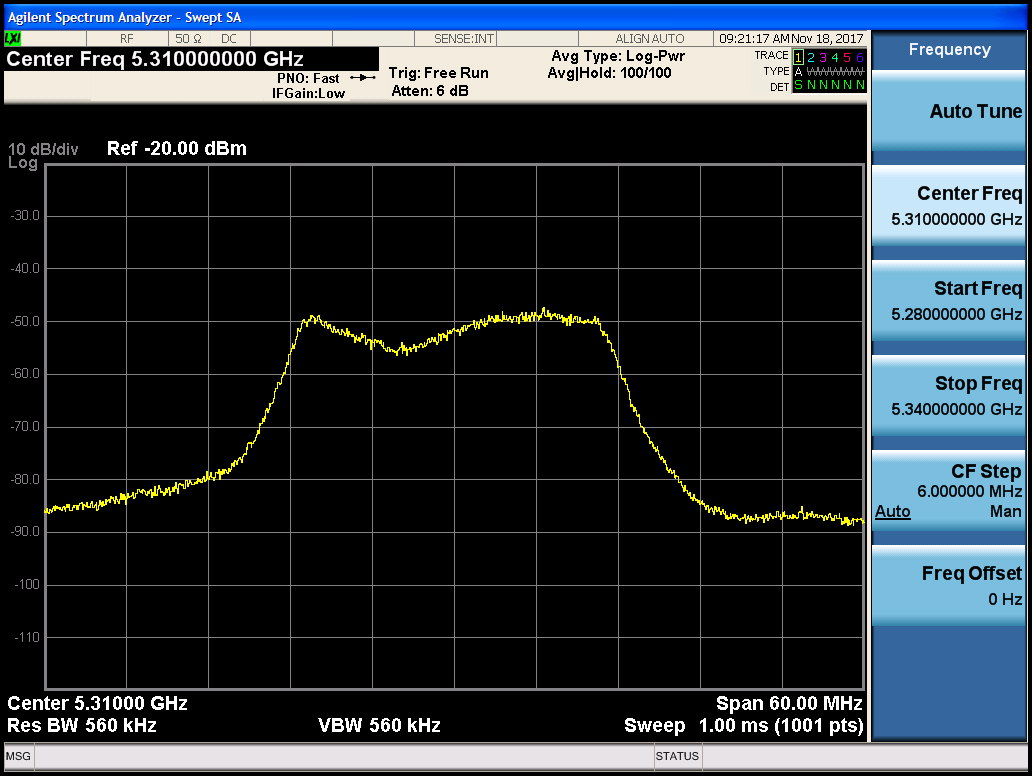 Agilent Spectrum Analyzer - Swept SA
LXI
RF 50 Ω DC SENSE:INT ALIGN AUTO 09:21:17 AM Nov 18, 2017
Center Freq 5.310000000 GHz
PNO: Fast
IFGain:Low
Trig: Free Run
Atten: 6 dB
Avg Type: Log-Pwr
Avg|Hold: 100/100
TRACE 1 2 3 4 5 6
TYPE A WWWWW
DET S N N N N N
10 dB/div
Log
Ref -20.00 dBm
-30.0
-40.0
-50.0
-60.0
-70.0
-80.0
-90.0
-100
-110
Center 5.31000 GHz
Span 60.00 MHz
Res BW 560 kHz
VBW 560 kHz
Sweep 1.00 ms (1001 pts)
MSG
STATUS
Frequency
Auto Tune
Center Freq
5.310000000 GHz
Start Freq
5.280000000 GHz
Stop Freq
5.340000000 GHz
CF Step
6.000000 MHz
Auto Man
Freq Offset
0 Hz